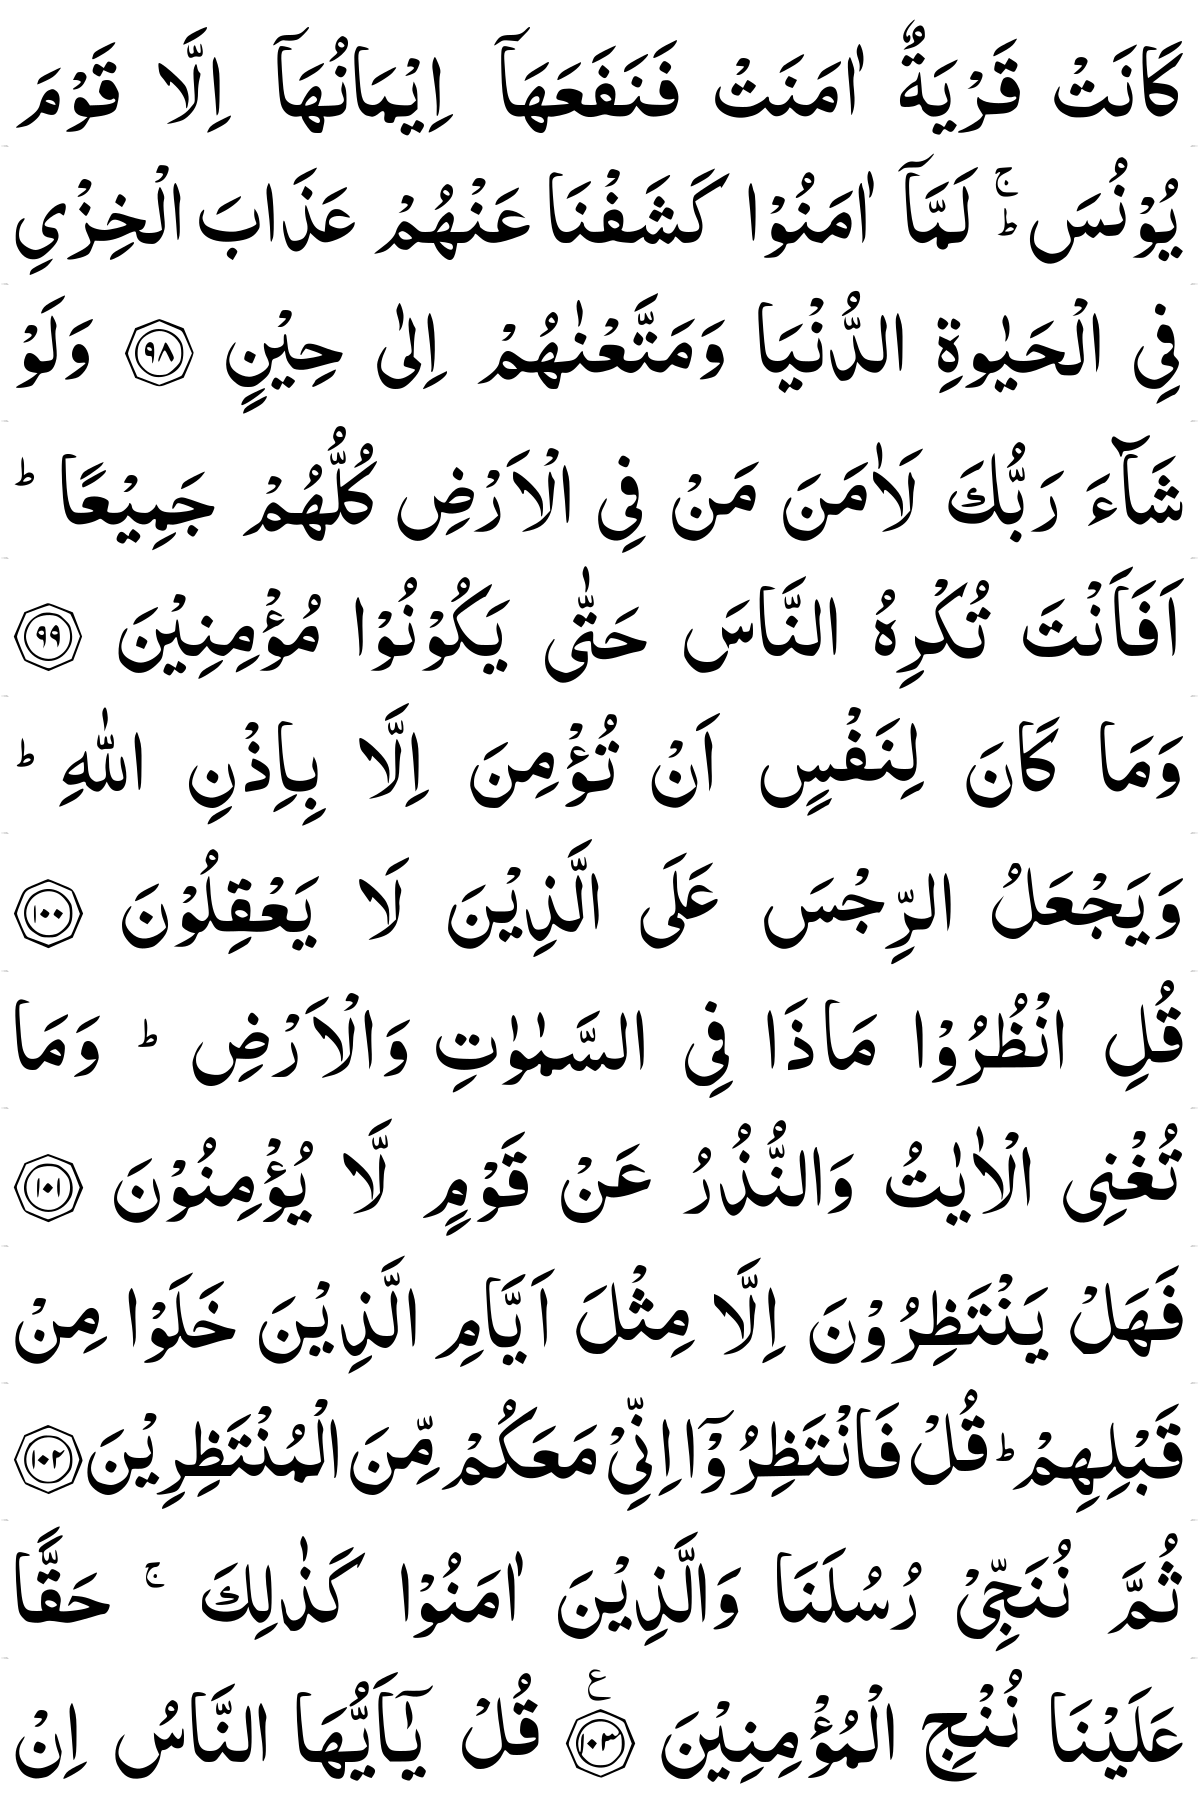 كَانَتْ قَرْيَةٌ اٰمَنَتْ فَنَفَعَهَاۤ اِيْمَانُهَاۤ اِلَّا قَوْمَ
يُوْنُسَ ؕۚ لَمَّاۤ اٰمَنُوْا كَشَفْنَا عَنْهُمْ عَذَابَ الْخِزْيِ
فِي الْحَيٰوةِ الدُّنْيَا وَمَتَّعْنٰهُمْ اِلٰى حِيْنٍ ﴿۹۸﴾ وَلَوْ
شَآءَ رَبُّكَ لَاٰمَنَ مَنْ فِي الْاَرْضِ كُلُّهُمْ جَمِيْعًا ؕ
اَفَاَنْتَ تُكْرِهُ النَّاسَ حَتّٰى يَكُوْنُوْا مُؤْمِنِيْنَ ﴿۹۹﴾
وَمَا كَانَ لِنَفْسٍ اَنْ تُؤْمِنَ اِلَّا بِاِذْنِ اللّٰهِ ؕ
وَيَجْعَلُ الرِّجْسَ عَلَى الَّذِيْنَ لَا يَعْقِلُوْنَ ﴿۱۰۰﴾
قُلِ انْظُرُوْا مَاذَا فِي السَّمٰوٰتِ وَالْاَرْضِ ؕ وَمَا
تُغْنِى الْاٰيٰتُ وَالنُّذُرُ عَنْ قَوْمٍ لَّا يُؤْمِنُوْنَ ﴿۱۰۱﴾
فَهَلْ يَنْتَظِرُوْنَ اِلَّا مِثْلَ اَيَّامِ الَّذِيْنَ خَلَوْا مِنْ
قَبْلِهِمْ ؕ قُلْ فَانْتَظِرُوْۤا اِنِّيْ مَعَكُمْ مِّنَ الْمُنْتَظِرِيْنَ ﴿۱۰۲﴾
ثُمَّ نُنَجِّيْ رُسُلَنَا وَالَّذِيْنَ اٰمَنُوْا كَذٰلِكَ ۚ حَقًّا
عَلَيْنَا نُنْجِ الْمُؤْمِنِيْنَ ﴿۱۰۳﴾ ع قُلْ يٰۤاَيُّهَا النَّاسُ اِنْ